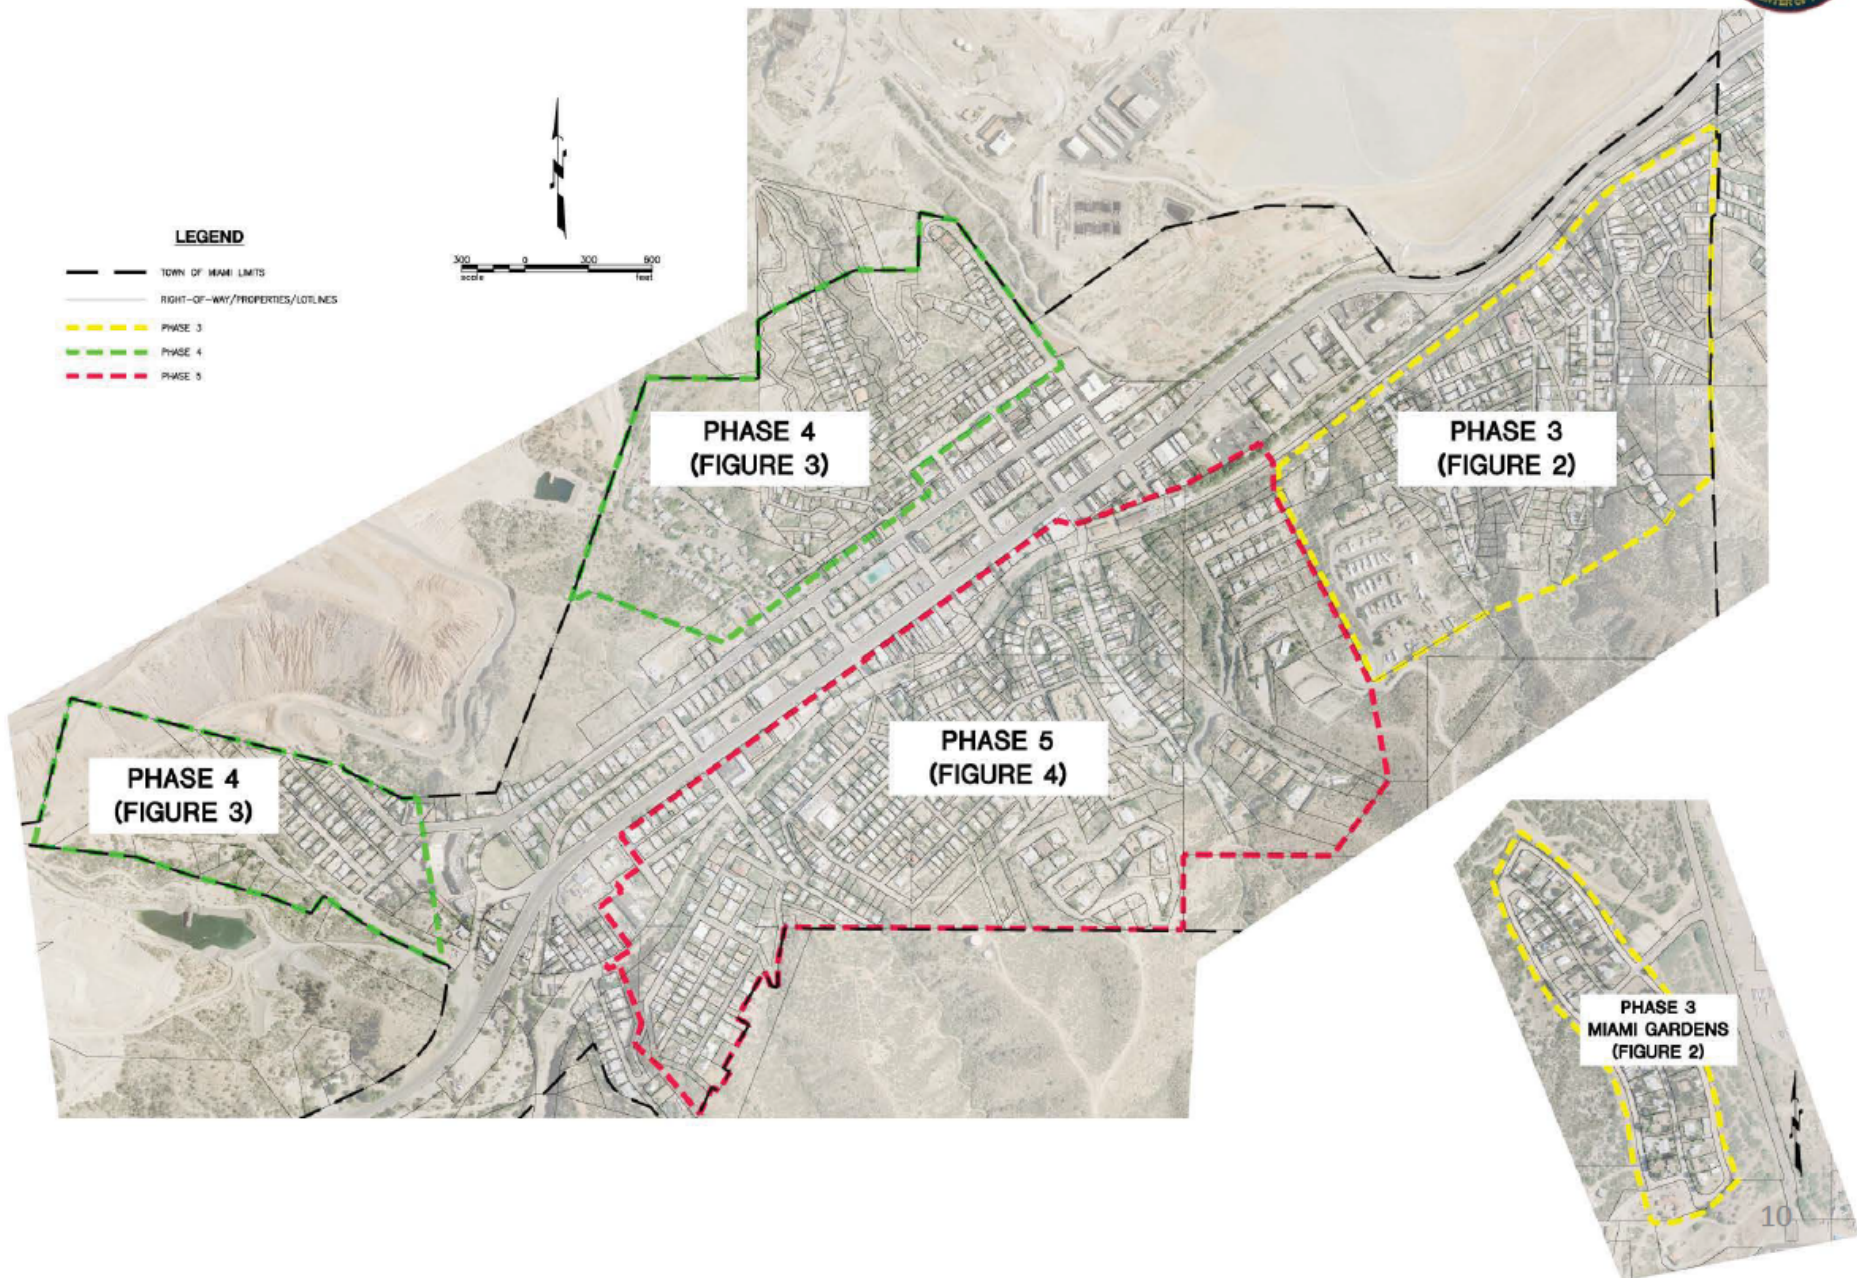 LEGEND
TOWN OF MIAMI LIMITS
RIGHT-OF-WAY/PROPERTIES/LOTLINES
PHASE 3
PHASE 4
PHASE 5
N
300 0 300 600
scale feet
PHASE 4
(FIGURE 3)
PHASE 3
(FIGURE 2)
PHASE 5
(FIGURE 4)
PHASE 4
(FIGURE 3)
PHASE 3
MIAMI GARDENS
(FIGURE 2)
N
10